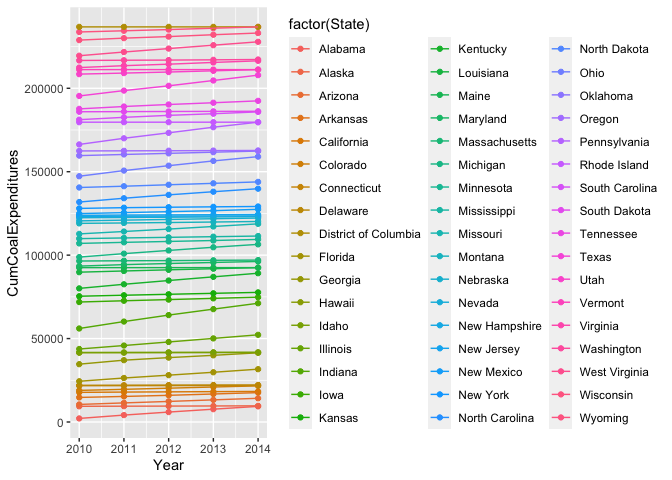 factor(State)
Alabama
Alaska
Arizona
Arkansas
California
Colorado
Connecticut
Delaware
District of Columbia
Florida
Georgia
Hawaii
Idaho
Illinois
Indiana
Iowa
Kansas
Kentucky
Louisiana
Maine
Maryland
Massachusetts
Michigan
Minnesota
Mississippi
Missouri
Montana
Nebraska
Nevada
New Hampshire
New Jersey
New Mexico
New York
North Carolina
North Dakota
Ohio
Oklahoma
Oregon
Pennsylvania
Rhode Island
South Carolina
South Dakota
Tennessee
Texas
Utah
Vermont
Virginia
Washington
West Virginia
Wisconsin
Wyoming
CumCoalExpenditures
200000
150000
100000
50000
0
2010 2011 2012 2013 2014
Year